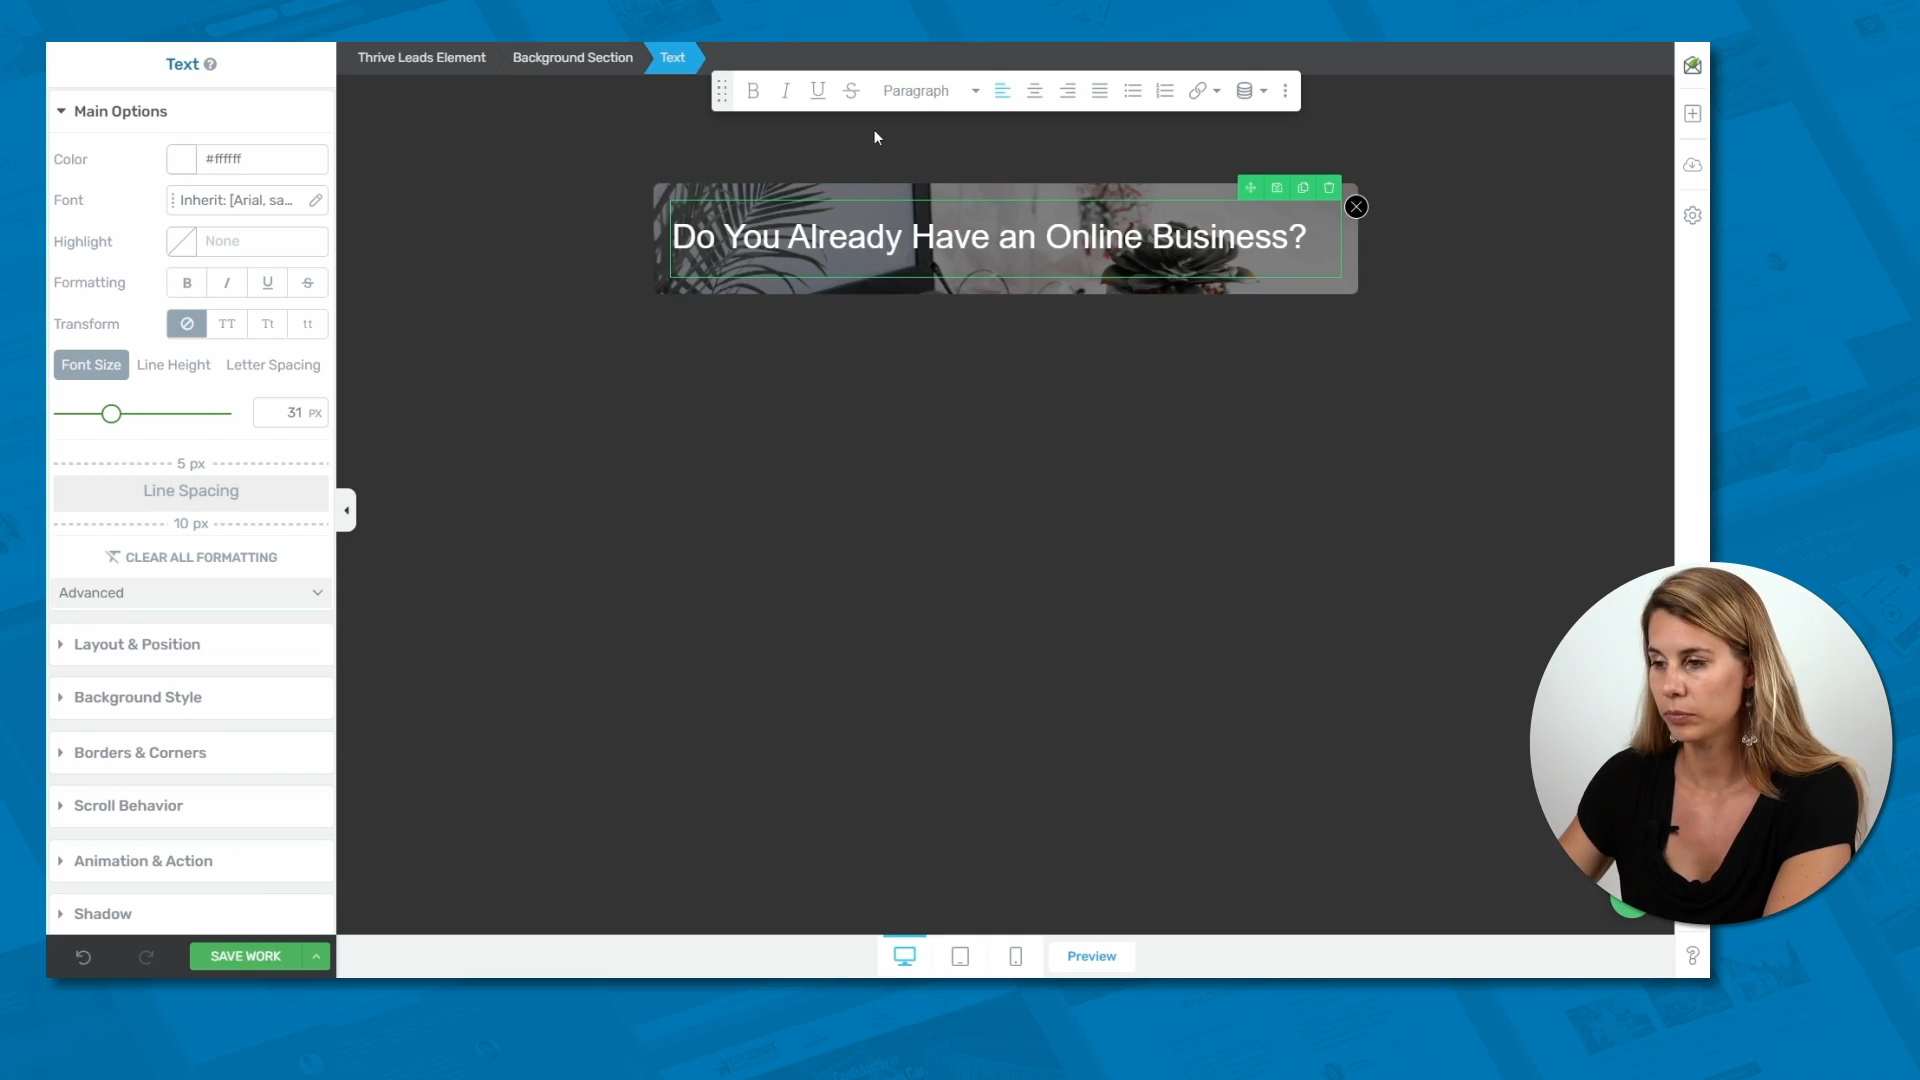 Text ?
Thrive Leads Element
Background Section
Text
B I U S Paragraph
Main Options
Color
#ffffff
Font
Inherit: [Arial, sa...
Highlight
None
Formatting
B I U S
Transform
TT Tt tt
Font Size
Line Height
Letter Spacing
31 PX
5 px
Line Spacing
10 px
CLEAR ALL FORMATTING
Advanced
Layout & Position
Background Style
Borders & Corners
Scroll Behavior
Animation & Action
Shadow
SAVE WORK
Do You Already Have an Online Business?
Preview
?